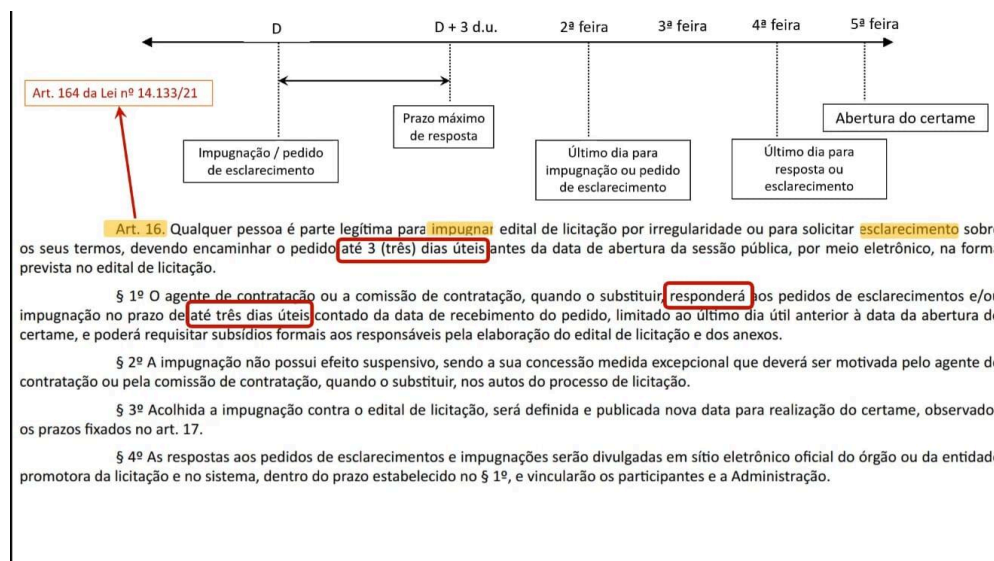 D
D + 3 d.u.
2ª feira
3ª feira
4ª feira
5ª feira
Art. 164 da Lei nº 14.133/21
Impugnação / pedido
de esclarecimento
Prazo máximo
de resposta
Último dia para
impugnação ou pedido
de esclarecimento
Último dia para
resposta ou
esclarecimento
Abertura do certame
Art. 16. Qualquer pessoa é parte legítima para impugnar edital de licitação por irregularidade ou para solicitar esclarecimento sobre
os seus termos, devendo encaminhar o pedido até 3 (três) dias úteis antes da data de abertura da sessão pública, por meio eletrônico, na forma
prevista no edital de licitação.
§ 1º O agente de contratação ou a comissão de contratação, quando o substituir, responderá aos pedidos de esclarecimentos e/ou
impugnação no prazo de até três dias úteis contado da data de recebimento do pedido, limitado ao último dia útil anterior à data da abertura do
certame, e poderá requisitar subsídios formais aos responsáveis pela elaboração do edital de licitação e dos anexos.
§ 2º A impugnação não possui efeito suspensivo, sendo a sua concessão medida excepcional que deverá ser motivada pelo agente de
contratação ou pela comissão de contratação, quando o substituir, nos autos do processo de licitação.
§ 3º Acolhida a impugnação contra o edital de licitação, será definida e publicada nova data para realização do certame, observado
os prazos fixados no art. 17.
§ 4º As respostas aos pedidos de esclarecimentos e impugnações serão divulgadas em sítio eletrônico oficial do órgão ou da entidade
promotora da licitação e no sistema, dentro do prazo estabelecido no § 1º, e vincularão os participantes e a Administração.